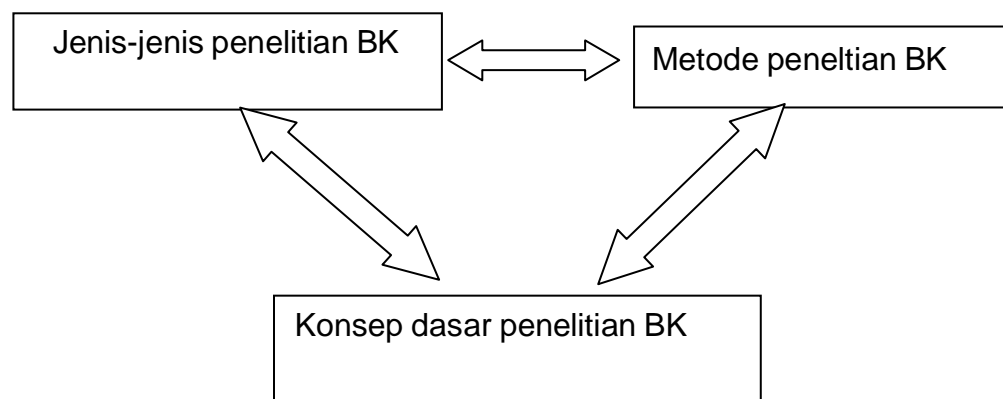 Jenis-jenis penelitian BK
Metode peneltian BK
Konsep dasar penelitian BK